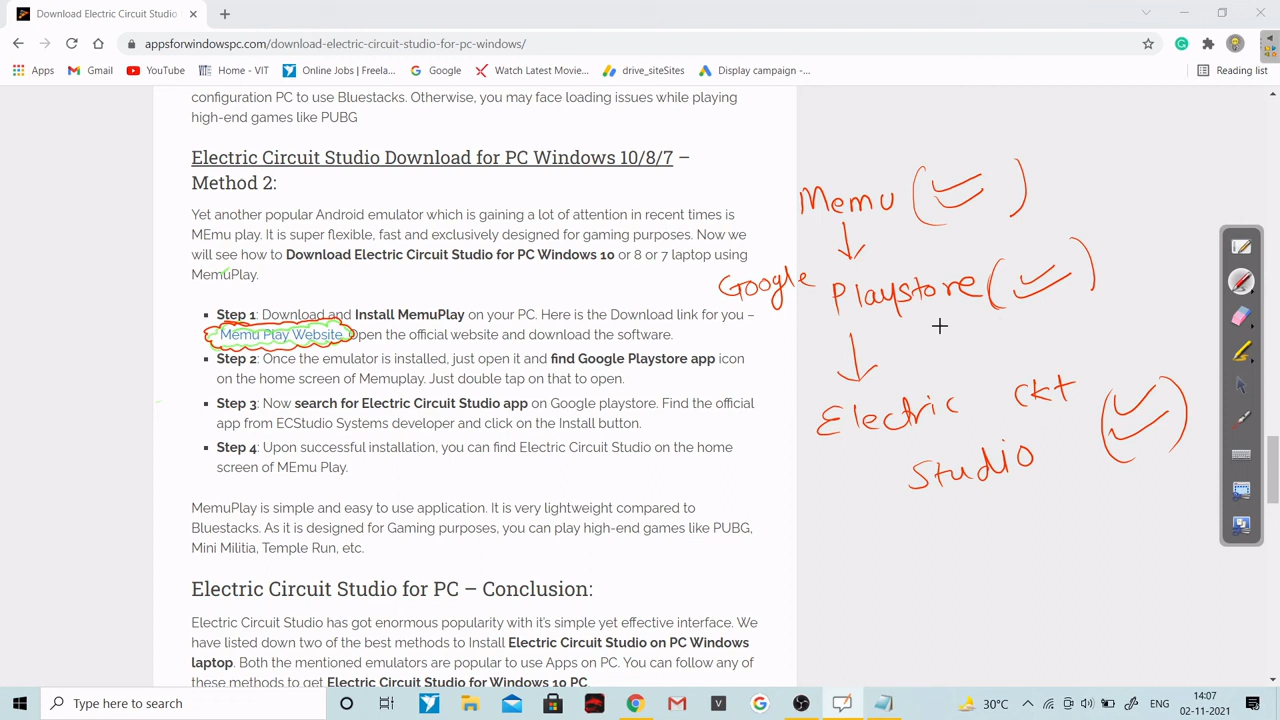 Download Electric Circuit Studio
appsforwindowspc.com/download-electric-circuit-studio-for-pc-windows/
Apps
Gmail
YouTube
Home - VIT
Online Jobs | Freela...
Google
Watch Latest Movie...
drive_siteSites
Display campaign -...
Reading list
configuration PC to use Bluestacks. Otherwise, you may face loading issues while playing
high-end games like PUBG
Electric Circuit Studio Download for PC Windows 10/8/7 –
Method 2:
Yet another popular Android emulator which is gaining a lot of attention in recent times is
MEmu play. It is super flexible, fast and exclusively designed for gaming purposes. Now we
will see how to Download Electric Circuit Studio for PC Windows 10 or 8 or 7 laptop using
MemuPlay.
Step 1: Download and Install MemuPlay on your PC. Here is the Download link for you –
Memu Play Website. Open the official website and download the software.
Step 2: Once the emulator is installed, just open it and find Google Playstore app icon
on the home screen of Memuplay. Just double tap on that to open.
Step 3: Now search for Electric Circuit Studio app on Google playstore. Find the official
app from ECStudio Systems developer and click on the Install button.
Step 4: Upon successful installation, you can find Electric Circuit Studio on the home
screen of MEmu Play.
MemuPlay is simple and easy to use application. It is very lightweight compared to
Bluestacks. As it is designed for Gaming purposes, you can play high-end games like PUBG,
Mini Militia, Temple Run, etc.
Electric Circuit Studio for PC – Conclusion:
Electric Circuit Studio has got enormous popularity with it's simple yet effective interface. We
have listed down two of the best methods to Install Electric Circuit Studio on PC Windows
laptop. Both the mentioned emulators are popular to use Apps on PC. You can follow any of
these methods to get Electric Circuit Studio for Windows 10 PC.
Memu
Google Playstore
Electric ckt
Studio
Type here to search
30°C
ENG
14:07
02-11-2021